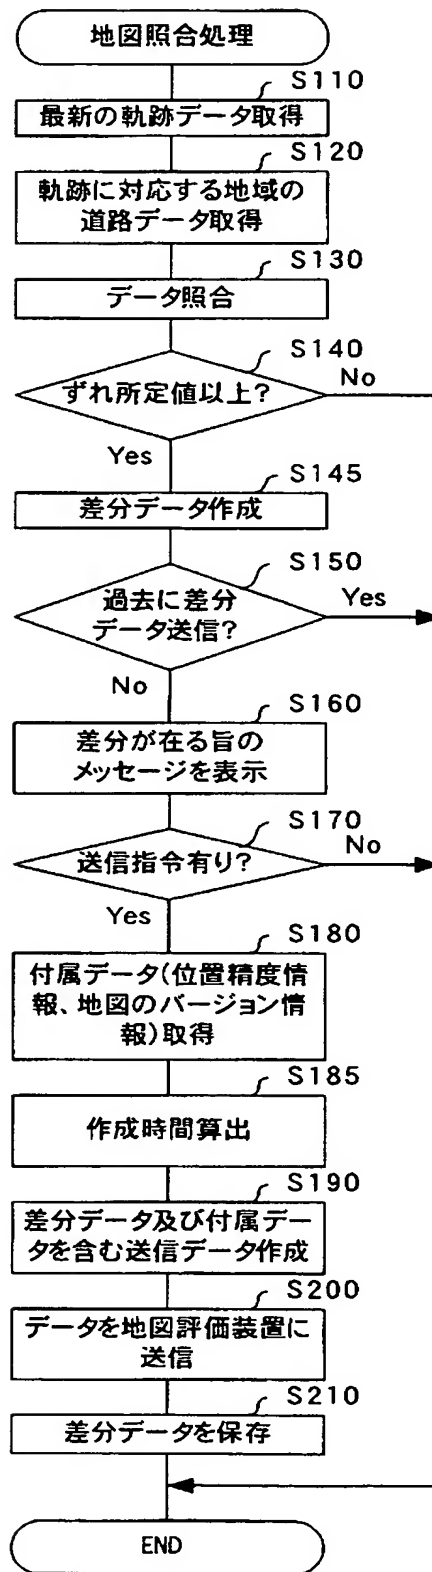 地図照合処理
S110
最新の軌跡データ取得
S120
軌跡に対応する地域の
道路データ取得
S130
データ照合
S140
ずれ所定値以上?
No
Yes
S145
差分データ作成
S150
過去に差分
データ送信?
Yes
No
S160
差分が在る旨の
メッセージを表示
S170
送信指令有り?
No
Yes
S180
付属データ(位置精度情
報、地図のバージョン情
報)取得
S185
作成時間算出
S190
差分データ及び付属デー
タを含む送信データ作成
S200
データを地図評価装置に
送信
S210
差分データを保存
END